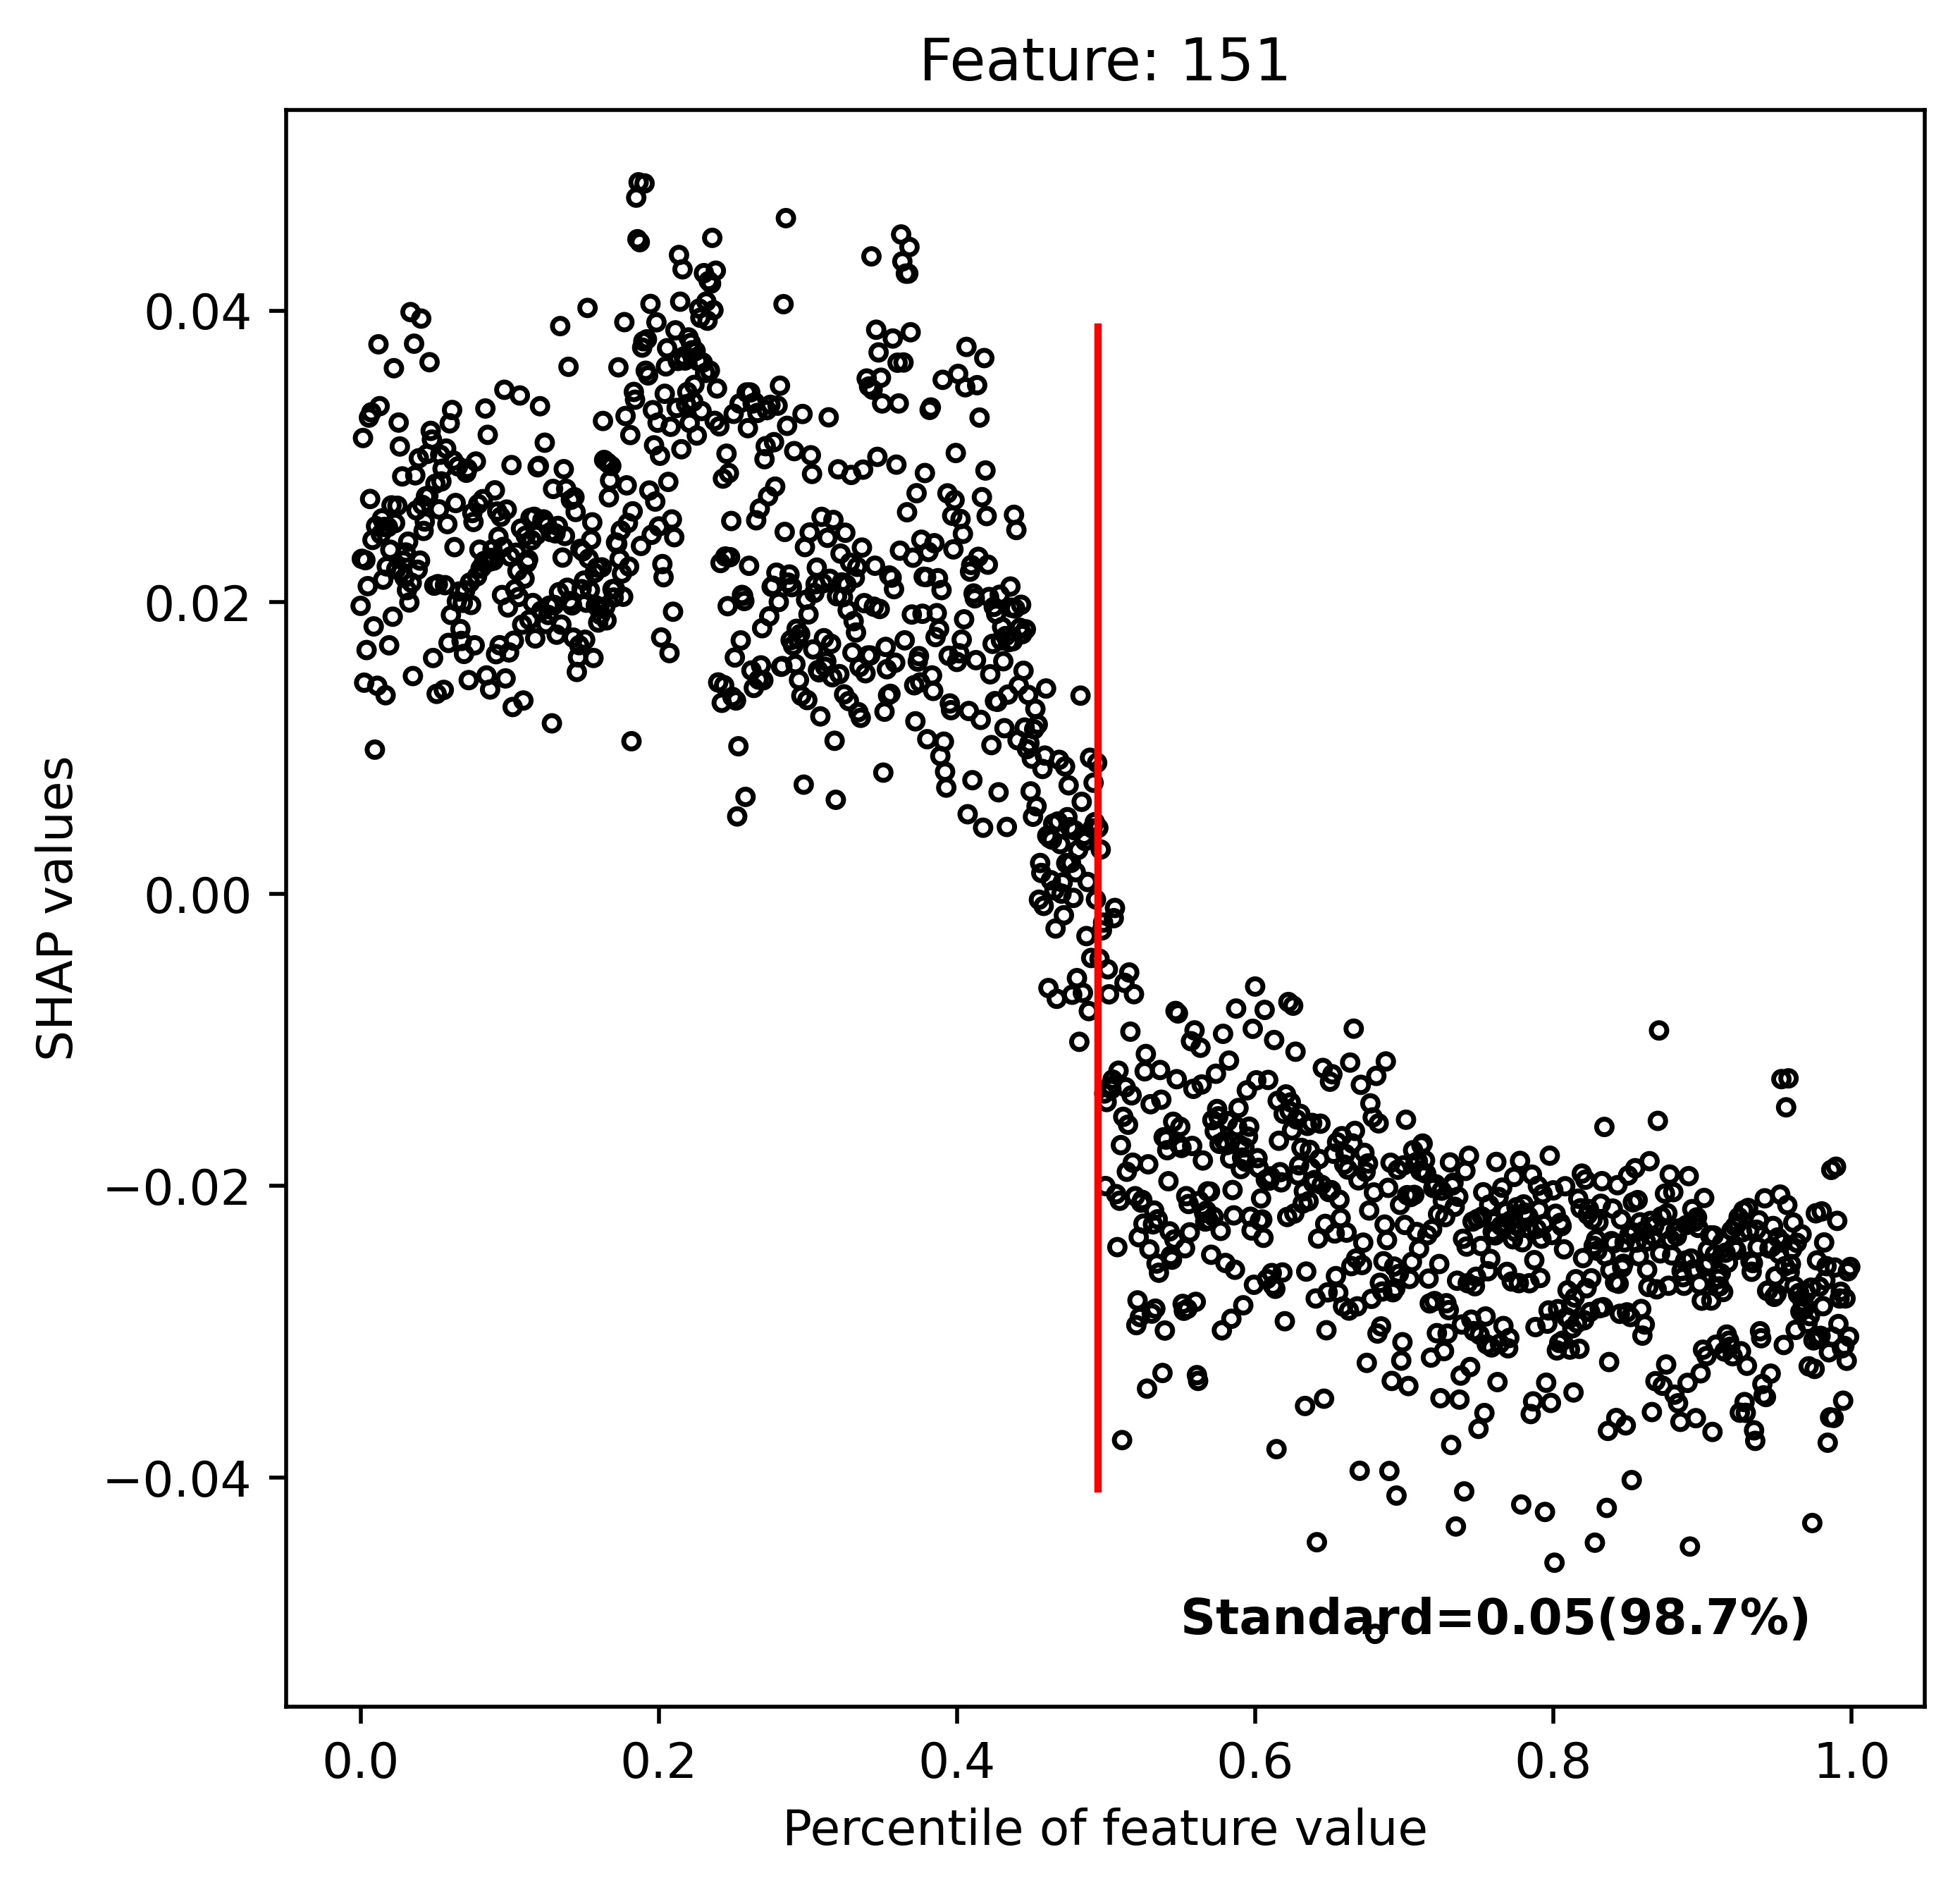 Feature: 151
SHAP values
0.04
0.02
0.00
−0.02
−0.04
Standard=0.05(98.7%)
0.0 0.2 0.4 0.6 0.8 1.0
Percentile of feature value